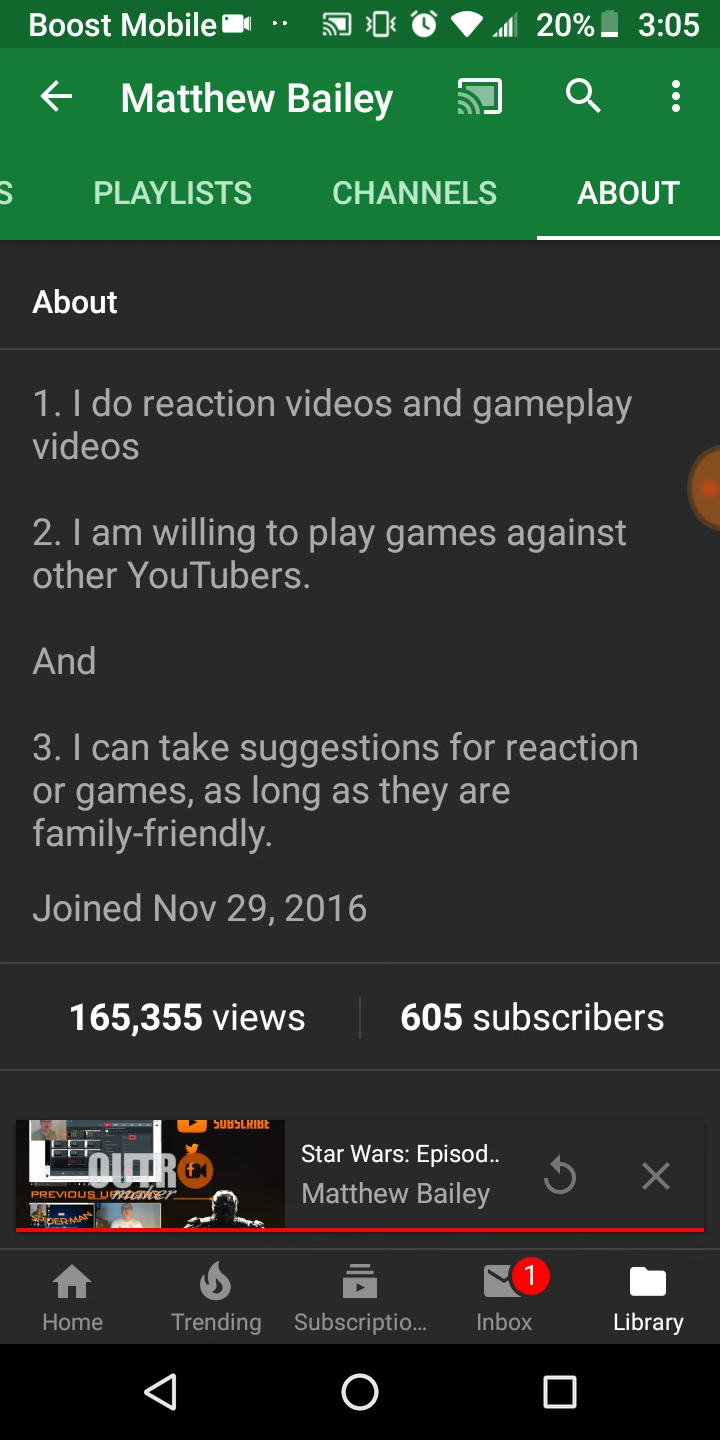 Boost Mobile 20% 3:05
Matthew Bailey
S PLAYLISTS CHANNELS ABOUT
About
1. I do reaction videos and gameplay
videos
2. I am willing to play games against
other YouTubers.
And
3. I can take suggestions for reaction
or games, as long as they are
family-friendly.
Joined Nov 29, 2016
165,355 views 605 subscribers
SUBSCRIBE
OUTR
maker
PREVIOUS
SPIDER-MAN
Star Wars: Episod..
Matthew Bailey
1
Home Trending Subscriptio... Inbox Library